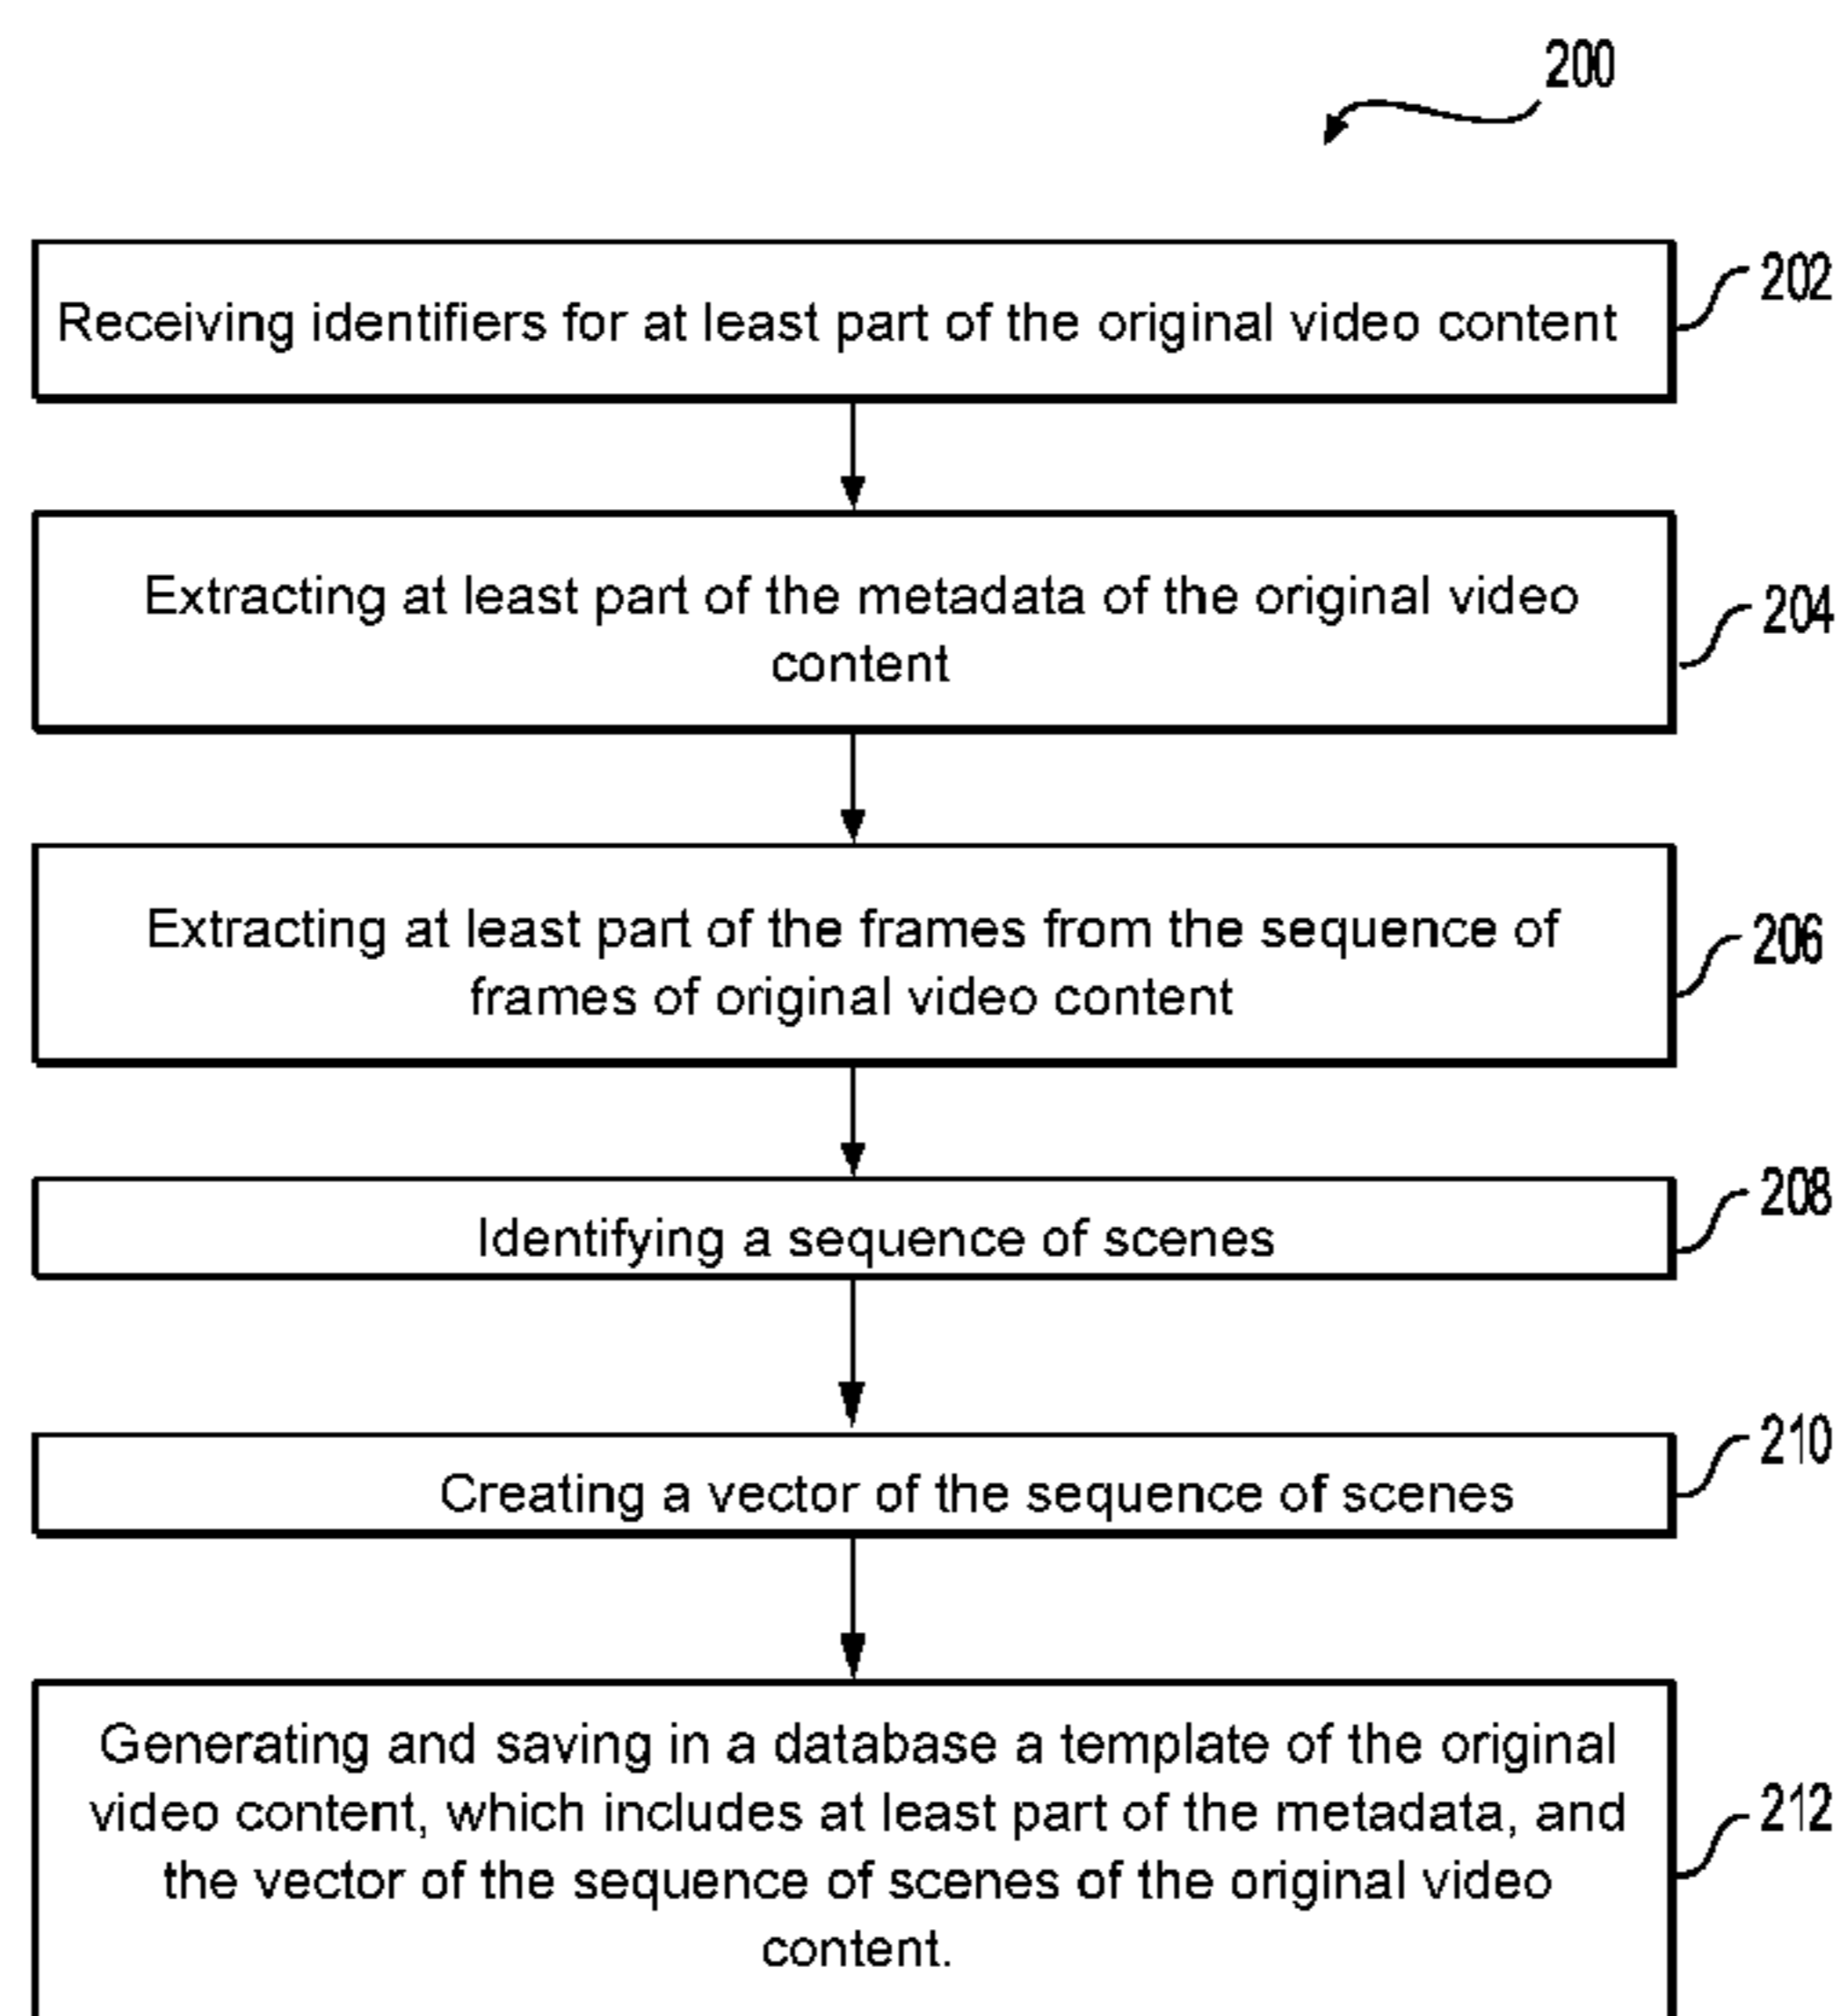 200
Receiving identifiers for at least part of the original video content
202
Extracting at least part of the metadata of the original video
content
204
Extracting at least part of the frames from the sequence of
frames of original video content
206
Identifying a sequence of scenes
208
Creating a vector of the sequence of scenes
210
Generating and saving in a database a template of the original
video content, which includes at least part of the metadata, and
the vector of the sequence of scenes of the original video
content.
212